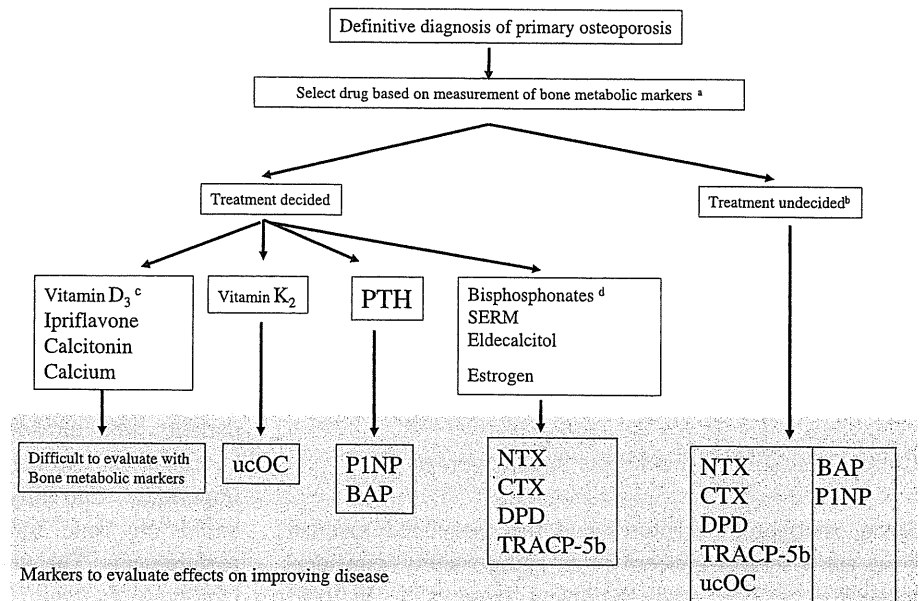 Definitive diagnosis of primary osteoporosis
Select drug based on measurement of bone metabolic markers a
Treatment decided
Treatment undecided b
Vitamin D3 c
Ipriflavone
Calcitonin
Calcium
Vitamin K2
PTH
Bisphosphonates d
SERM
Eldecalcitol
Estrogen
Difficult to evaluate with
Bone metabolic markers
ucOC
P1NP
BAP
NTX
CTX
DPD
TRACP-5b
NTX
CTX
DPD
TRACP-5b
ucOC
BAP
P1NP
Markers to evaluate effects on improving disease